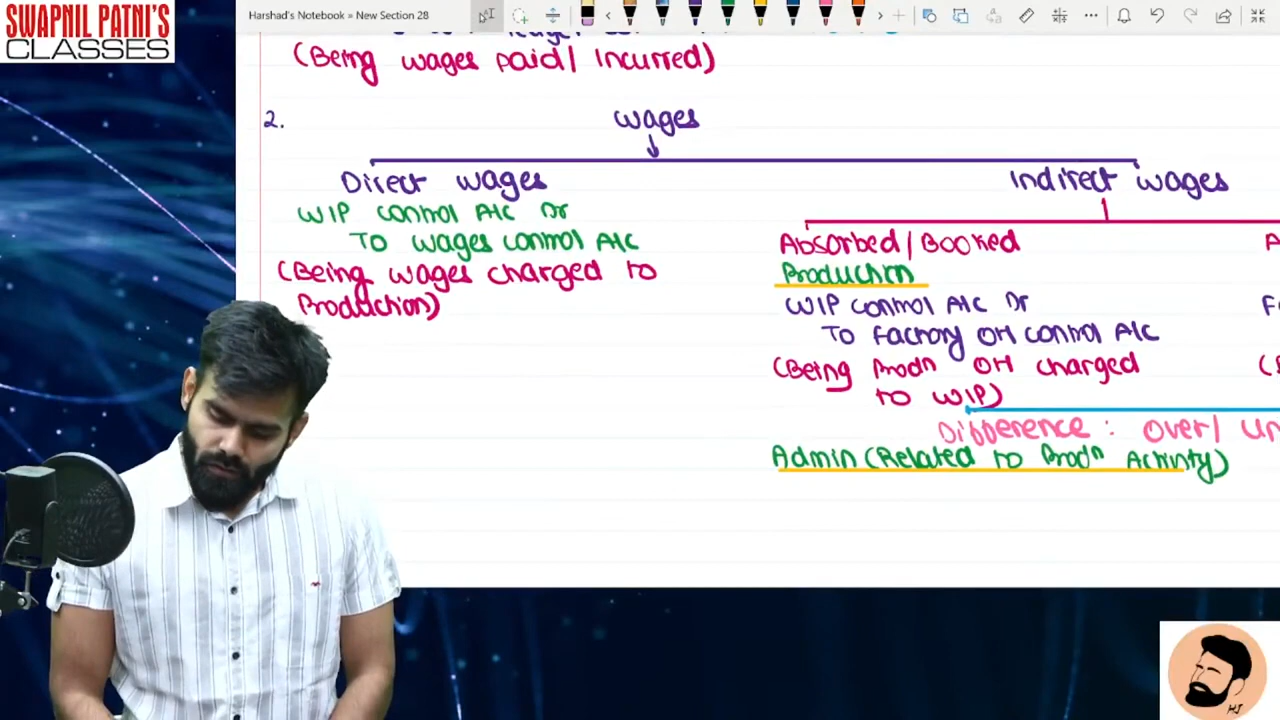 SWAPNIL PATNI'S
CLASSES
Harshad's Notebook » New Section 28
(Being wages paid/ Incurred)
2.
wages
Direct wages
Indirect wages
WIP control A/c Dr
To wages control A/c
(Being wages charged to
Production)
Absorbed/Booked
Production
WIP control A/c Dr
To Factory OH control A/c
(Being Prodn OH charged
to WIP)
Difference: Over/ Un
Admin (Related to Prodn Activity)
HJ